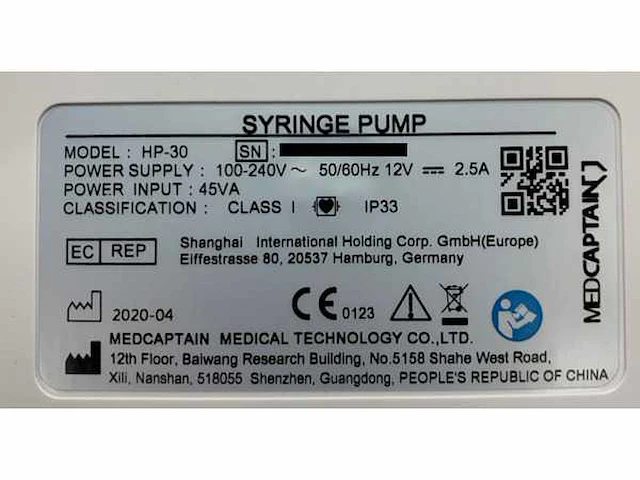 SYRINGE PUMP
MODEL : HP-30 SN :
POWER SUPPLY : 100-240V ~ 50/60Hz 12V ⎓ 2.5A
POWER INPUT : 45VA
CLASSIFICATION : CLASS I IP33
EC REP
Shanghai International Holding Corp. GmbH(Europe)
Eiffestrasse 80, 20537 Hamburg, Germany
MEDCAPTAIN
2020-04
CE 0123
MEDCAPTAIN MEDICAL TECHNOLOGY CO.,LTD.
12th Floor, Baiwang Research Building, No.5158 Shahe West Road,
Xili, Nanshan, 518055 Shenzhen, Guangdong, PEOPLE'S REPUBLIC OF CHINA